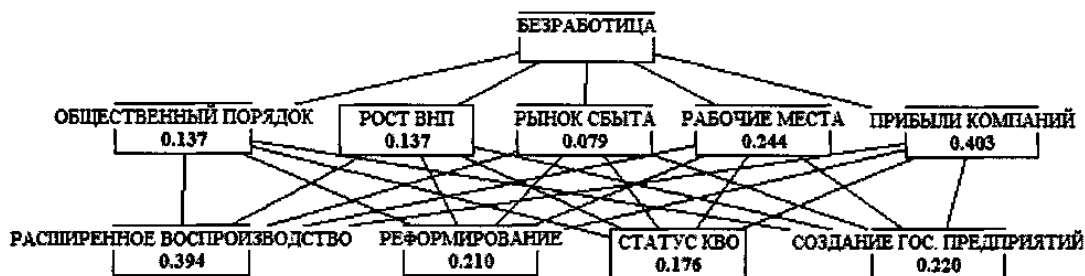 БЕЗРАБОТИЦА
ОБЩЕСТВЕННЫЙ ПОРЯДОК
0.137
РОСТ ВНП
0.137
РЫНОК СБЫТА
0.079
РАБОЧИЕ МЕСТА
0.244
ПРИБЫЛИ КОМПАНИЙ
0.403
РАСШИРЕННОЕ ВОСПРОИЗВОДСТВО
0.394
РЕФОРМИРОВАНИЕ
0.210
СТАТУС КВО
0.176
СОЗДАНИЕ ГОС. ПРЕДПРИЯТИЙ
0.220